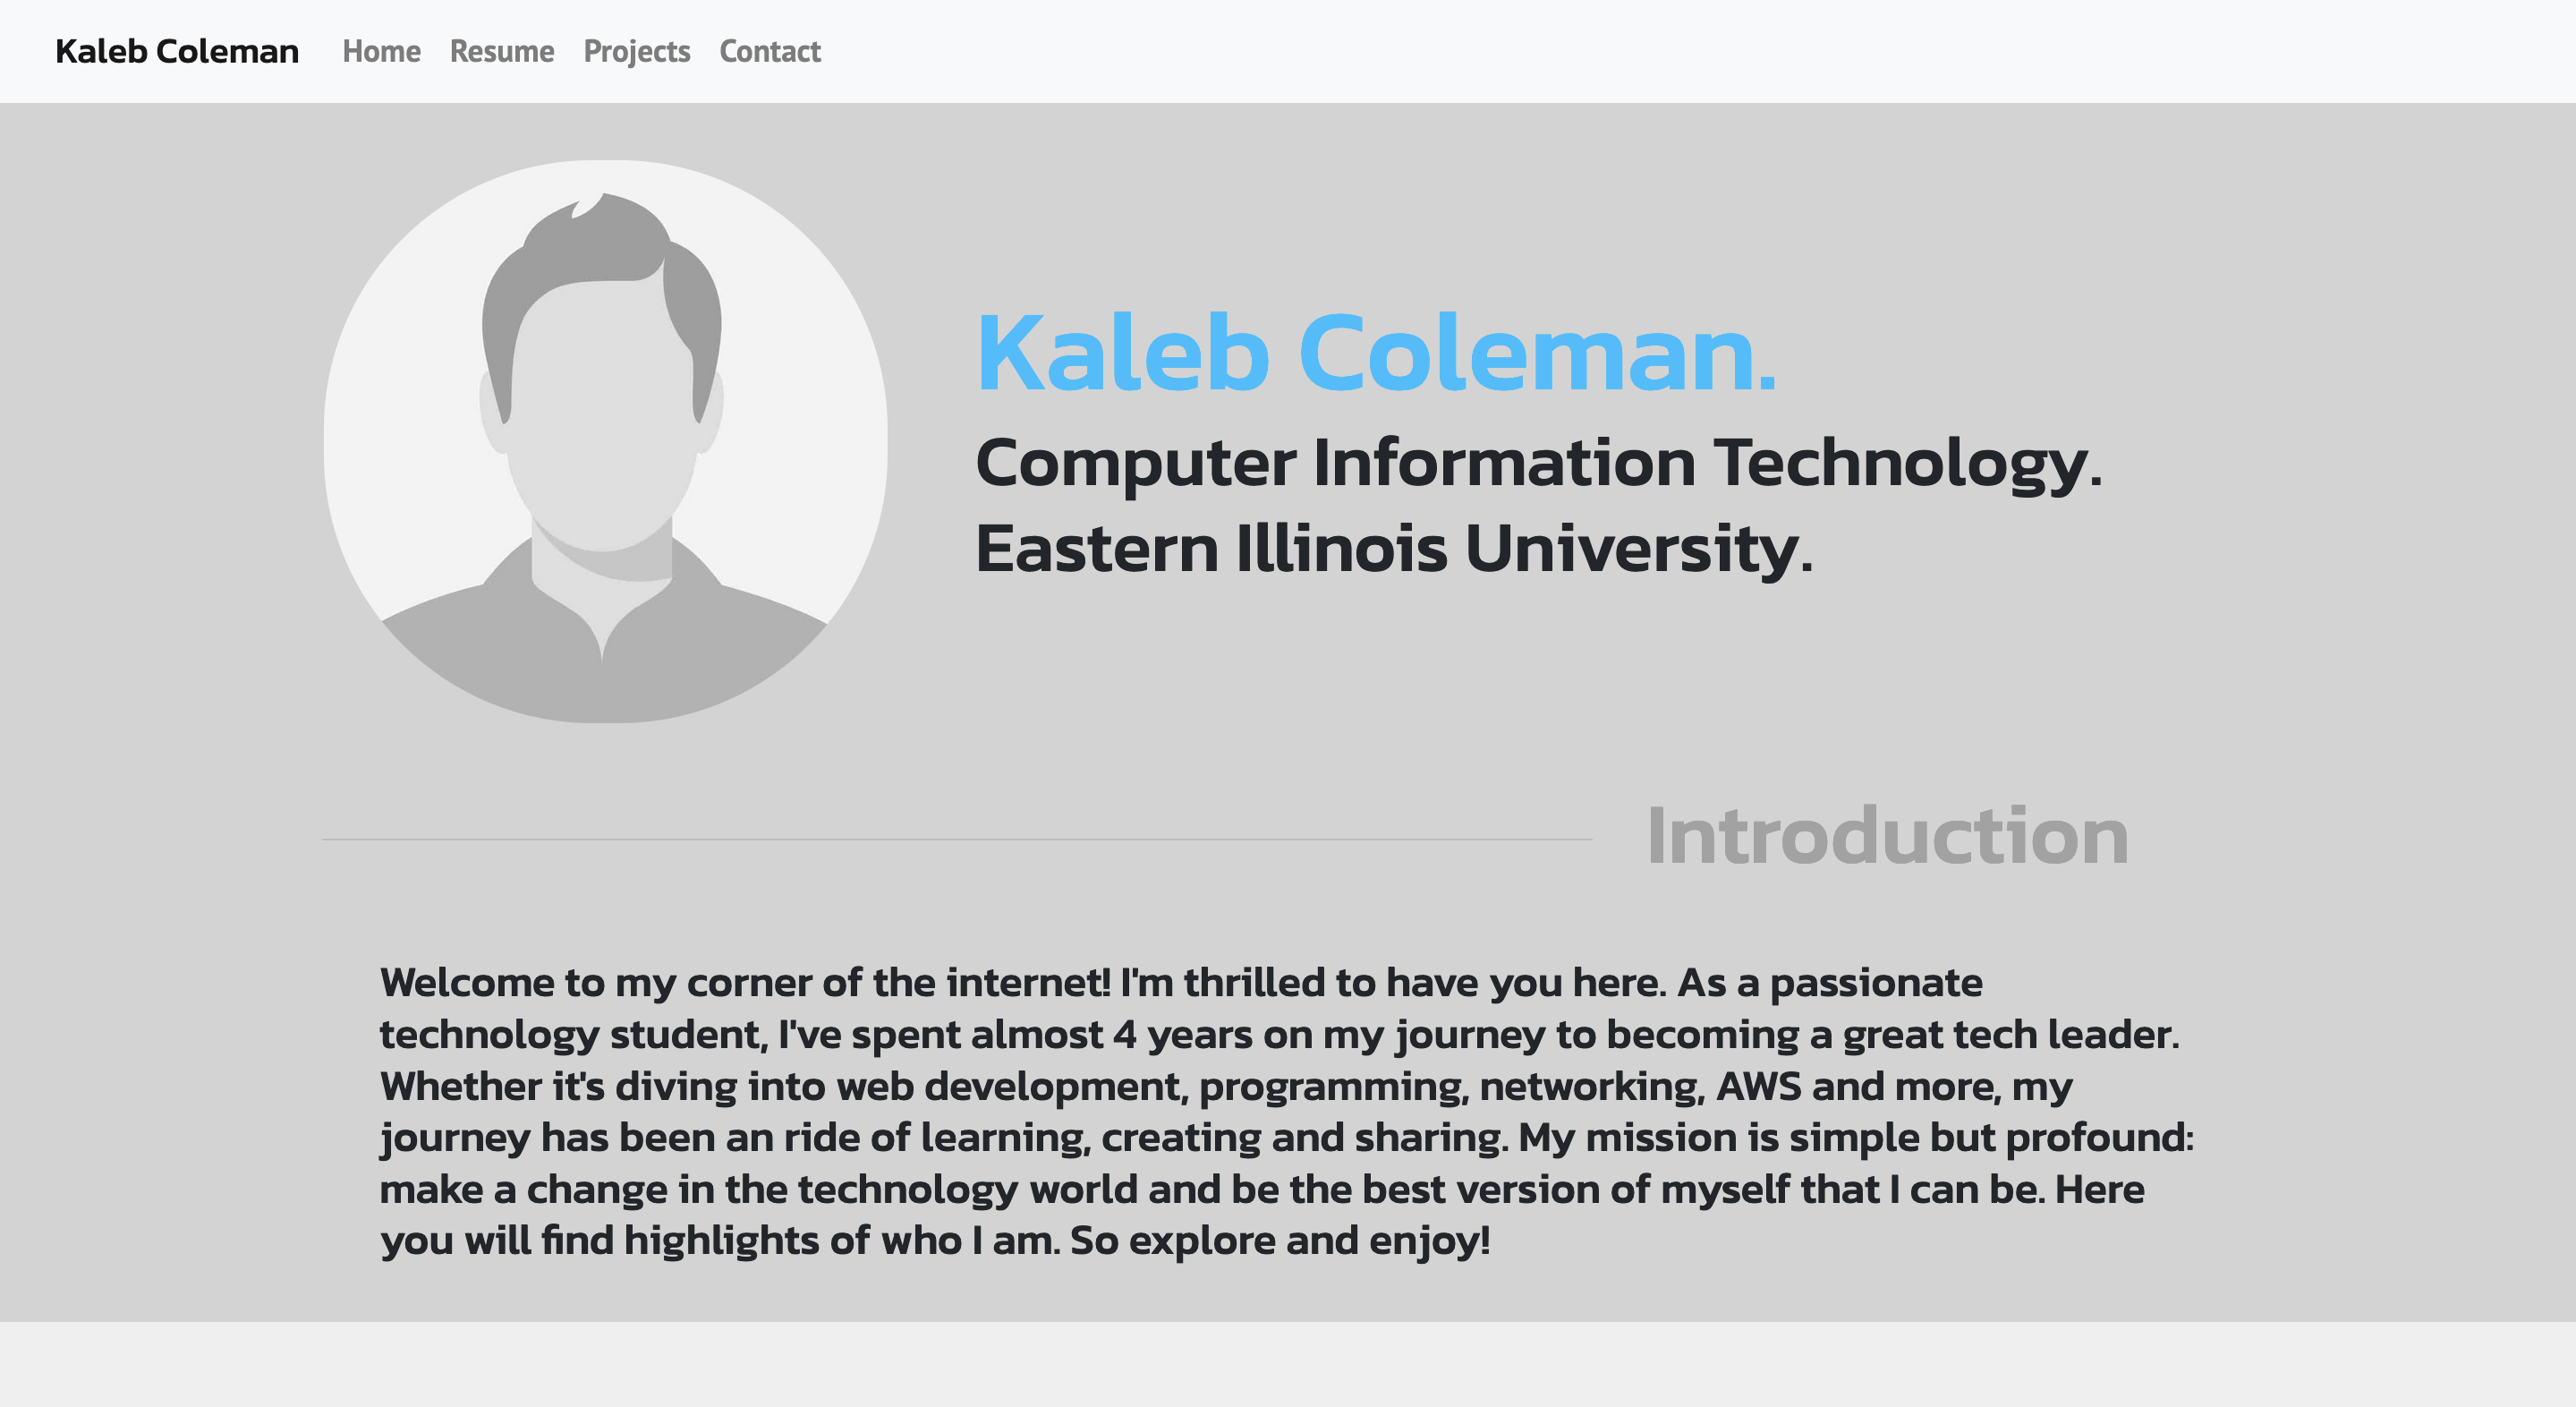 Kaleb Coleman Home Resume Projects Contact
Kaleb Coleman.
Computer Information Technology.
Eastern Illinois University.
Introduction
Welcome to my corner of the internet! I'm thrilled to have you here. As a passionate
technology student, I've spent almost 4 years on my journey to becoming a great tech leader.
Whether it's diving into web development, programming, networking, AWS and more, my
journey has been an ride of learning, creating and sharing. My mission is simple but profound:
make a change in the technology world and be the best version of myself that I can be. Here
you will find highlights of who I am. So explore and enjoy!